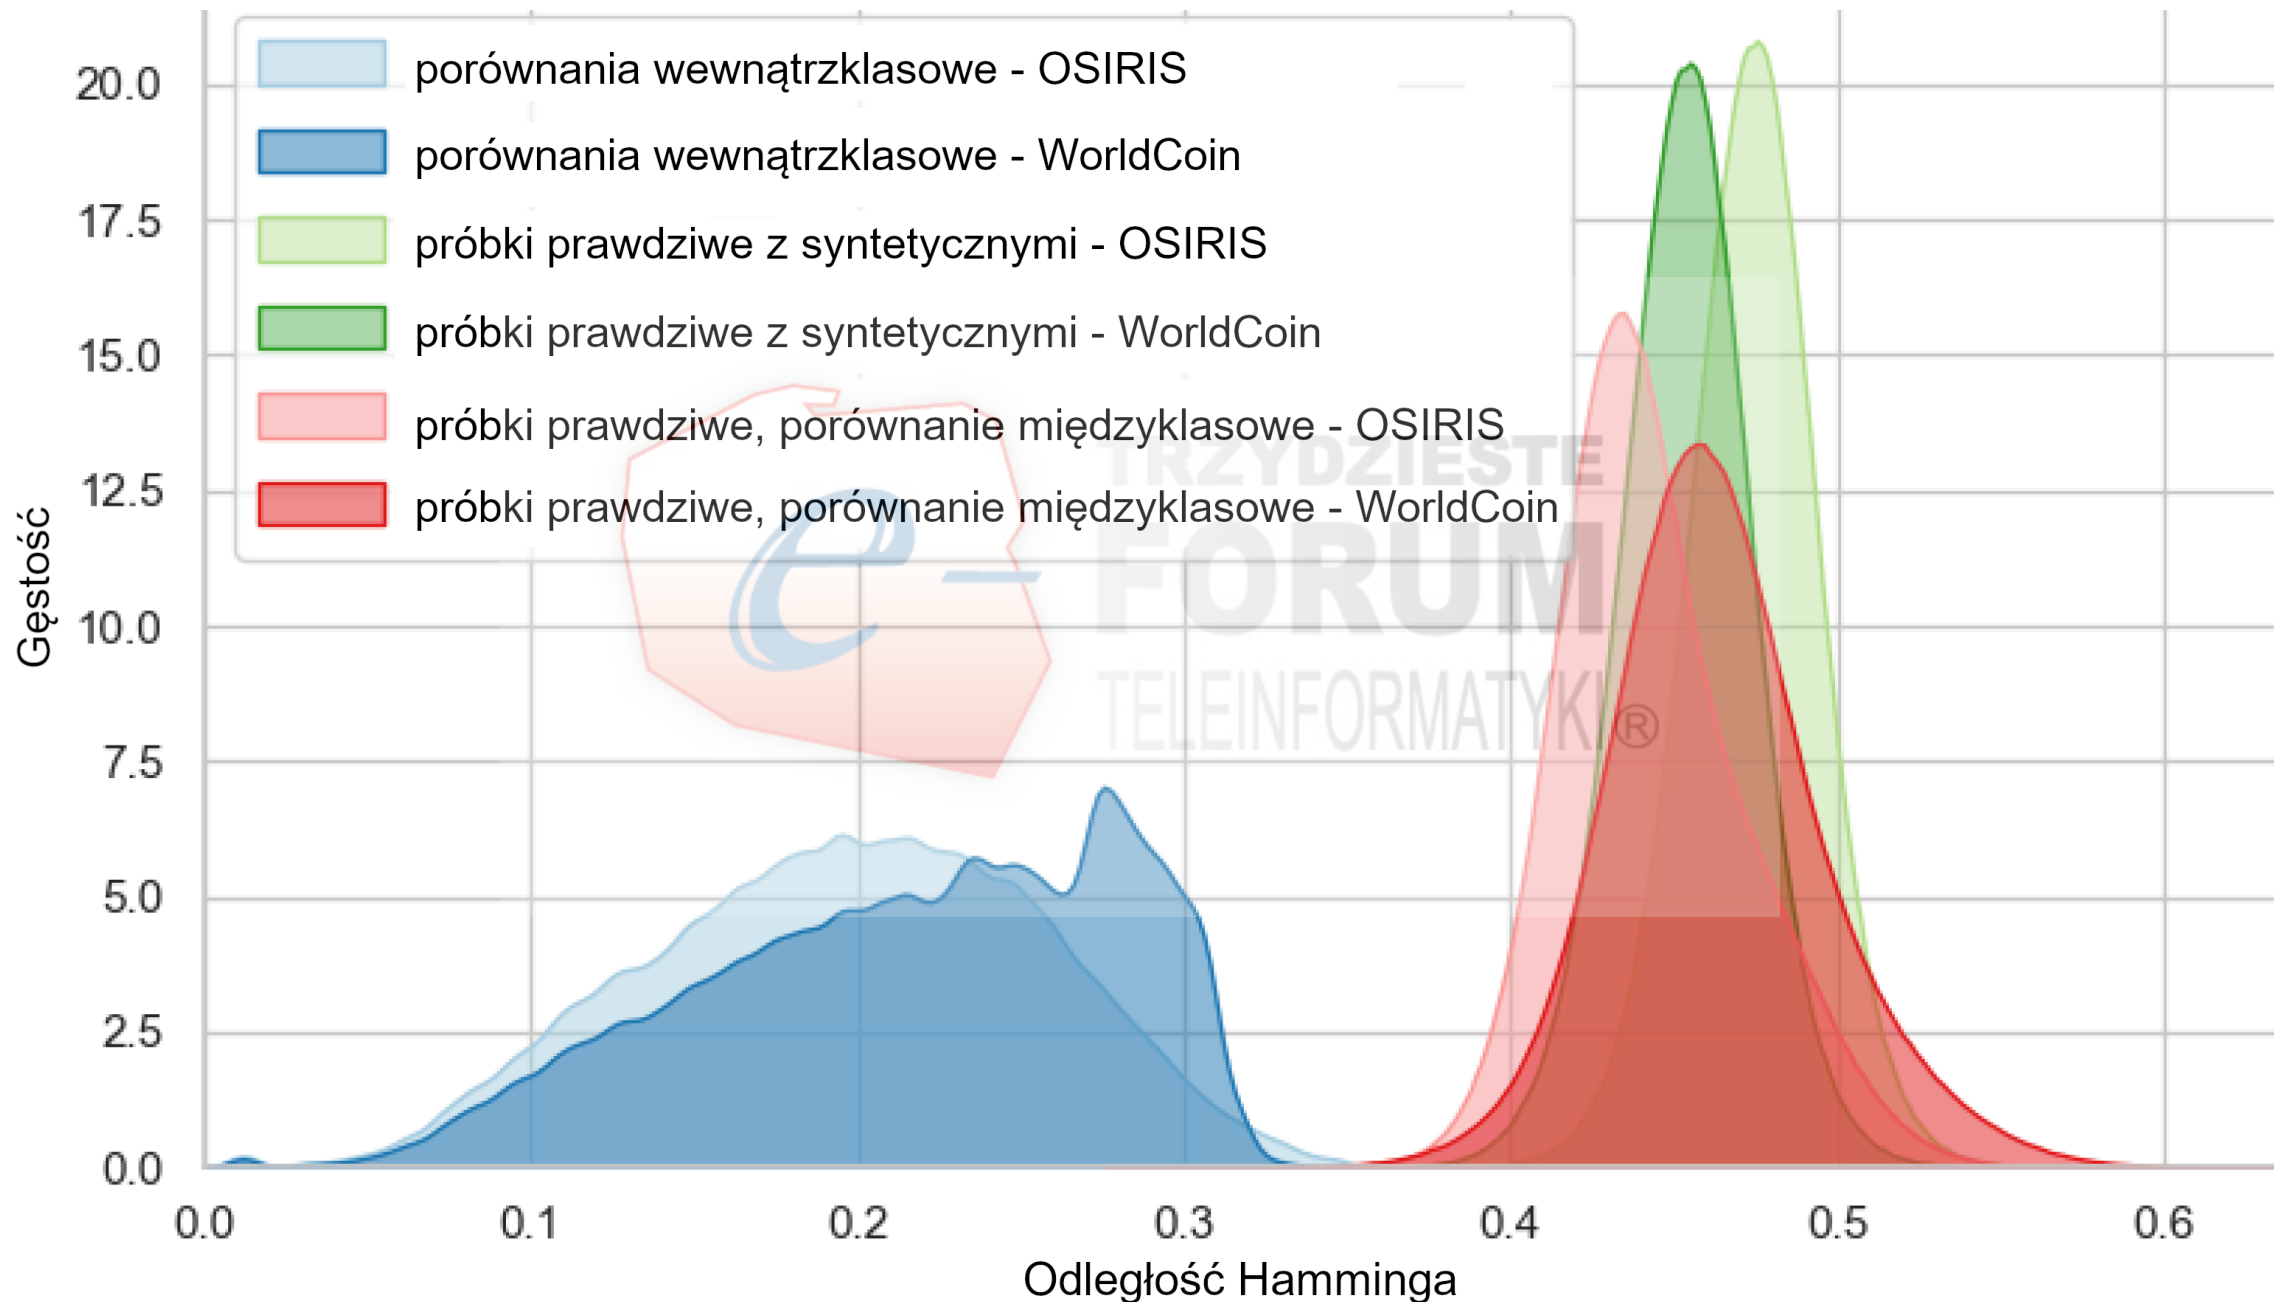 porównania wewnątrzklasowe - OSIRIS
porównania wewnątrzklasowe - WorldCoin
próbki prawdziwe z syntetycznymi - OSIRIS
próbki prawdziwe z syntetycznymi - WorldCoin
próbki prawdziwe, porównanie międzyklasowe - OSIRIS
próbki prawdziwe, porównanie międzyklasowe - WorldCoin
TRZYDZIESTE
e-FORUM
TELEINFORMATYKI®
Gęstość
20.0
17.5
15.0
12.5
10.0
7.5
5.0
2.5
0.0
0.0 0.1 0.2 0.3 0.4 0.5 0.6
Odległość Hamminga